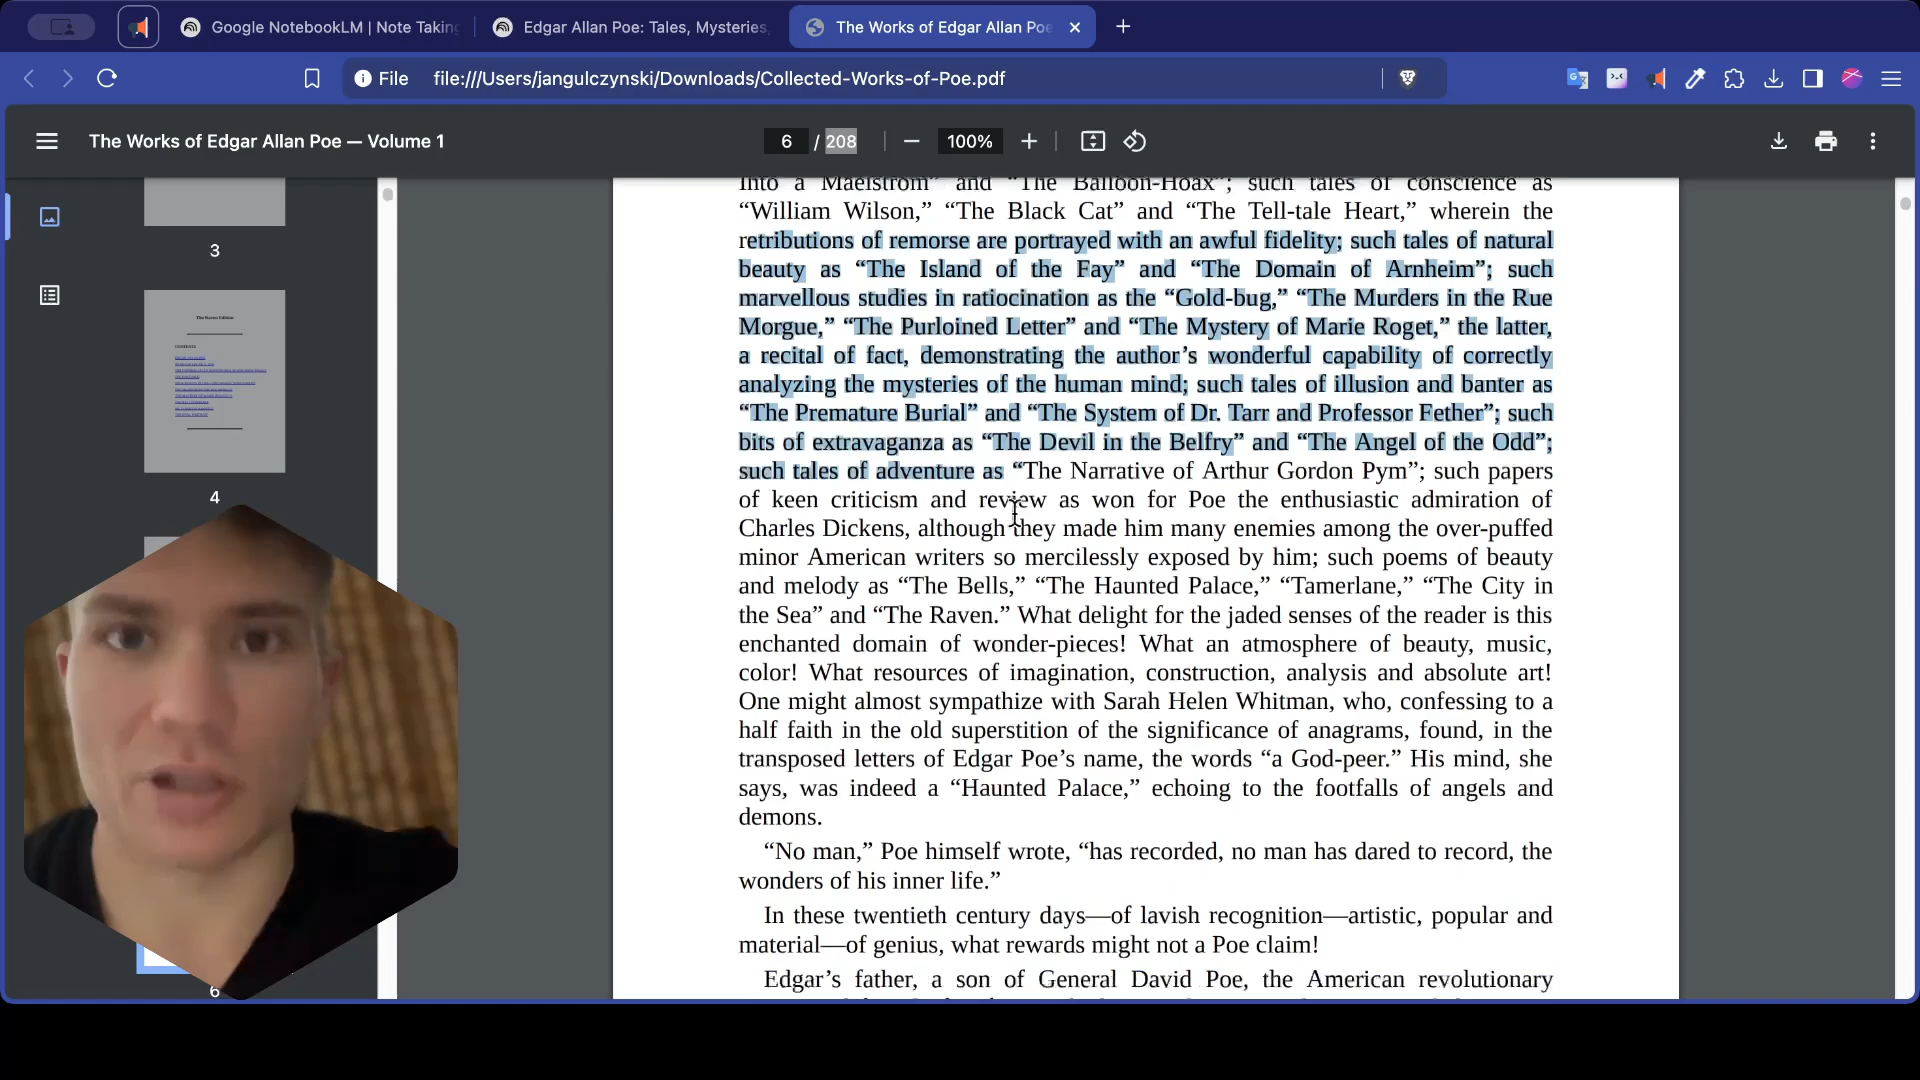 Google NotebookLM | Note Taking
Edgar Allan Poe: Tales, Mysteries,
The Works of Edgar Allan Poe
File
file:///Users/jangulczynski/Downloads/Collected-Works-of-Poe.pdf
The Works of Edgar Allan Poe — Volume 1
6 / 208
100%
3
The Raven Edition
CONTENTS
4
6
Into a Maelstrom” and “The Balloon-Hoax”; such tales of conscience as
“William Wilson,” “The Black Cat” and “The Tell-tale Heart,” wherein the
retributions of remorse are portrayed with an awful fidelity; such tales of natural
beauty as “The Island of the Fay” and “The Domain of Arnheim”; such
marvellous studies in ratiocination as the “Gold-bug,” “The Murders in the Rue
Morgue,” “The Purloined Letter” and “The Mystery of Marie Roget,” the latter,
a recital of fact, demonstrating the author’s wonderful capability of correctly
analyzing the mysteries of the human mind; such tales of illusion and banter as
“The Premature Burial” and “The System of Dr. Tarr and Professor Fether”; such
bits of extravaganza as “The Devil in the Belfry” and “The Angel of the Odd”;
such tales of adventure as “The Narrative of Arthur Gordon Pym”; such papers
of keen criticism and review as won for Poe the enthusiastic admiration of
Charles Dickens, although they made him many enemies among the over-puffed
minor American writers so mercilessly exposed by him; such poems of beauty
and melody as “The Bells,” “The Haunted Palace,” “Tamerlane,” “The City in
the Sea” and “The Raven.” What delight for the jaded senses of the reader is this
enchanted domain of wonder-pieces! What an atmosphere of beauty, music,
color! What resources of imagination, construction, analysis and absolute art!
One might almost sympathize with Sarah Helen Whitman, who, confessing to a
half faith in the old superstition of the significance of anagrams, found, in the
transposed letters of Edgar Poe’s name, the words “a God-peer.” His mind, she
says, was indeed a “Haunted Palace,” echoing to the footfalls of angels and
demons.
“No man,” Poe himself wrote, “has recorded, no man has dared to record, the
wonders of his inner life.”
In these twentieth century days—of lavish recognition—artistic, popular and
material—of genius, what rewards might not a Poe claim!
Edgar’s father, a son of General David Poe, the American revolutionary